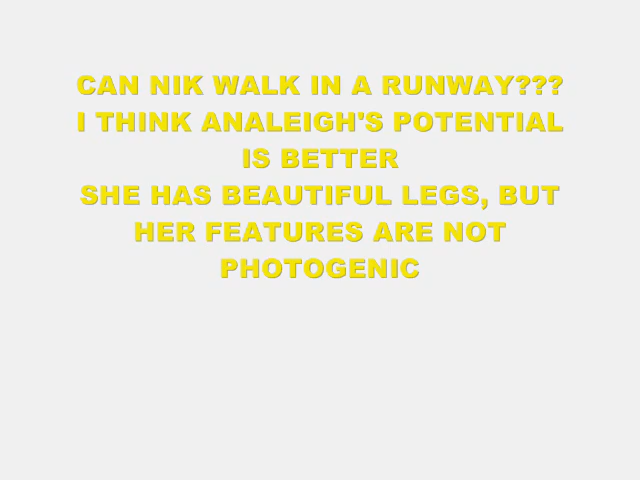 CAN NIK WALK IN A RUNWAY???
I THINK ANALEIGH'S POTENTIAL
IS BETTER
SHE HAS BEAUTIFUL LEGS, BUT
HER FEATURES ARE NOT
PHOTOGENIC